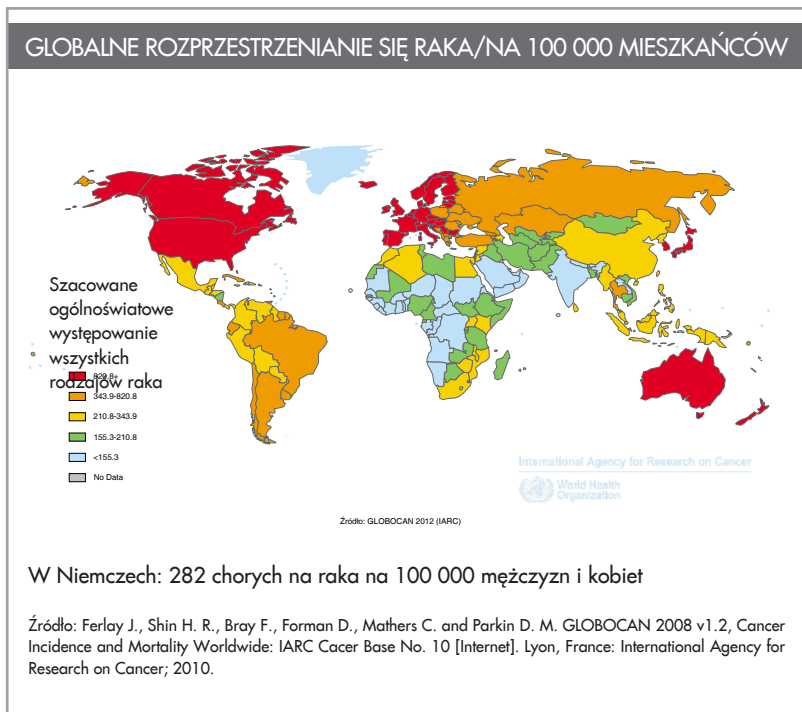 GLOBALNE ROZPRZESTRZENIANIE SIĘ RAKA/NA 100 000 MIESZKAŃCÓW
Szacowane
ogólnoświatowe
występowanie
wszystkich
rodzajów raka
820.8+
343.9-820.8
210.8-343.9
155.3-210.8
<155.3
No Data
International Agency for Research on Cancer
World Health
Organization
Źródło: GLOBOCAN 2012 (IARC)
W Niemczech: 282 chorych na raka na 100 000 mężczyzn i kobiet
Źródło: Ferlay J., Shin H. R., Bray F., Forman D., Mathers C. and Parkin D. M. GLOBOCAN 2008 v1.2, Cancer
Incidence and Mortality Worldwide: IARC Cacer Base No. 10 [Internet]. Lyon, France: International Agency for
Research on Cancer; 2010.